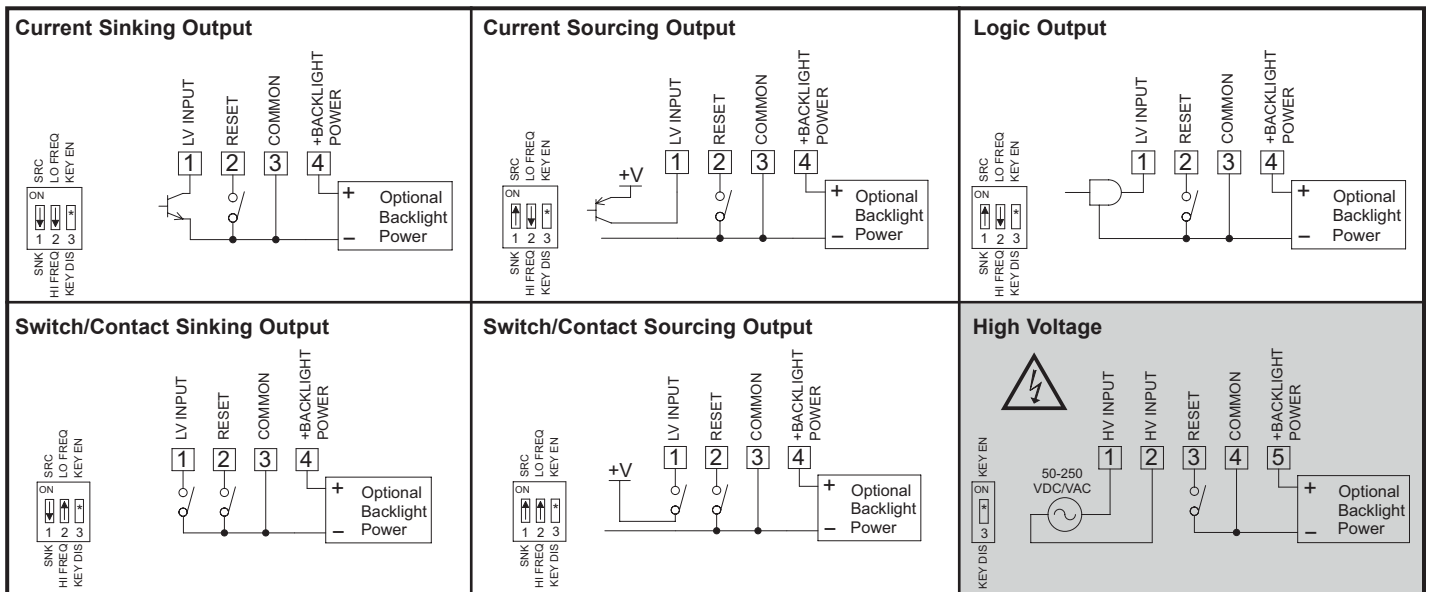 Current Sinking Output
LV INPUT
RESET
COMMON
+BACKLIGHT
POWER
SRC
LO FREQ
KEY EN
ON
1 2 3
SNK
HI FREQ
KEY DIS
*
1
2
3
4
+
Optional
Backlight
– Power
Current Sourcing Output
LV INPUT
RESET
COMMON
+BACKLIGHT
POWER
SRC
LO FREQ
KEY EN
ON
*
1 2 3
SNK
HI FREQ
KEY DIS
+V
1
2
3
4
+
Optional
Backlight
– Power
Logic Output
LV INPUT
RESET
COMMON
+BACKLIGHT
POWER
SRC
LO FREQ
KEY EN
ON
*
1 2 3
SNK
HI FREQ
KEY DIS
1
2
3
4
+
Optional
Backlight
– Power
Switch/Contact Sinking Output
LV INPUT
RESET
COMMON
+BACKLIGHT
POWER
SRC
LO FREQ
KEY EN
ON
*
1 2 3
SNK
HI FREQ
KEY DIS
1
2
3
4
+
Optional
Backlight
– Power
Switch/Contact Sourcing Output
LV INPUT
RESET
COMMON
+BACKLIGHT
POWER
SRC
LO FREQ
KEY EN
ON
*
1 2 3
SNK
HI FREQ
KEY DIS
+V
1
2
3
4
+
Optional
Backlight
– Power
High Voltage
HV INPUT
HV INPUT
RESET
COMMON
+BACKLIGHT
POWER
KEY EN
ON
*
3
KEY DIS
50-250
VDC/VAC
1
2
3
4
5
+
Optional
Backlight
– Power